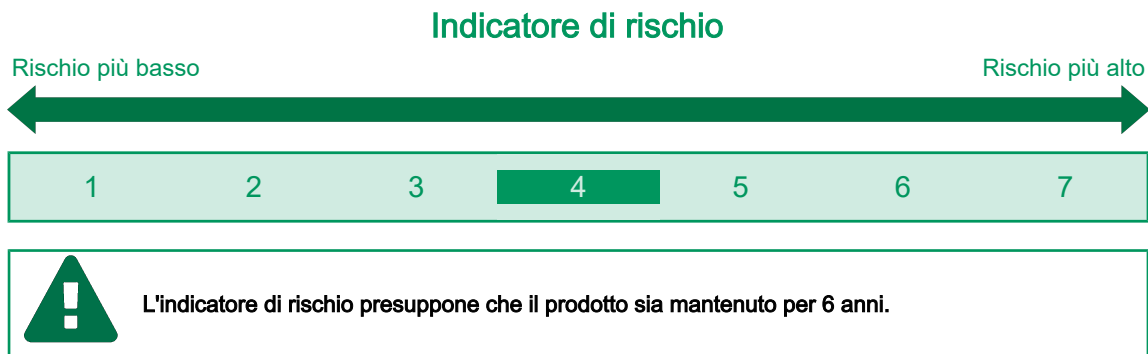 Indicatore di rischio
Rischio più basso
Rischio più alto
1 2 3 4 5 6 7
L'indicatore di rischio presuppone che il prodotto sia mantenuto per 6 anni.